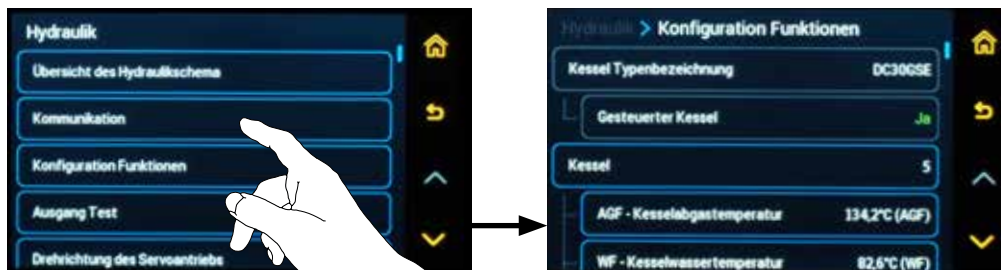 Hydraulik
Übersicht des Hydraulikschema
Kommunikation
Konfiguration Funktionen
Ausgang Test
Drehrichtung des Servoantriebs
Hydraulik > Konfiguration Funktionen
Kessel Typenbezeichnung DC30GSE
Gesteuerter Kessel Ja
Kessel 5
AGF - Kesselabgastemperatur 134,2°C (AGF)
WF - Kesselwassertemperatur 82,6°C (WF)